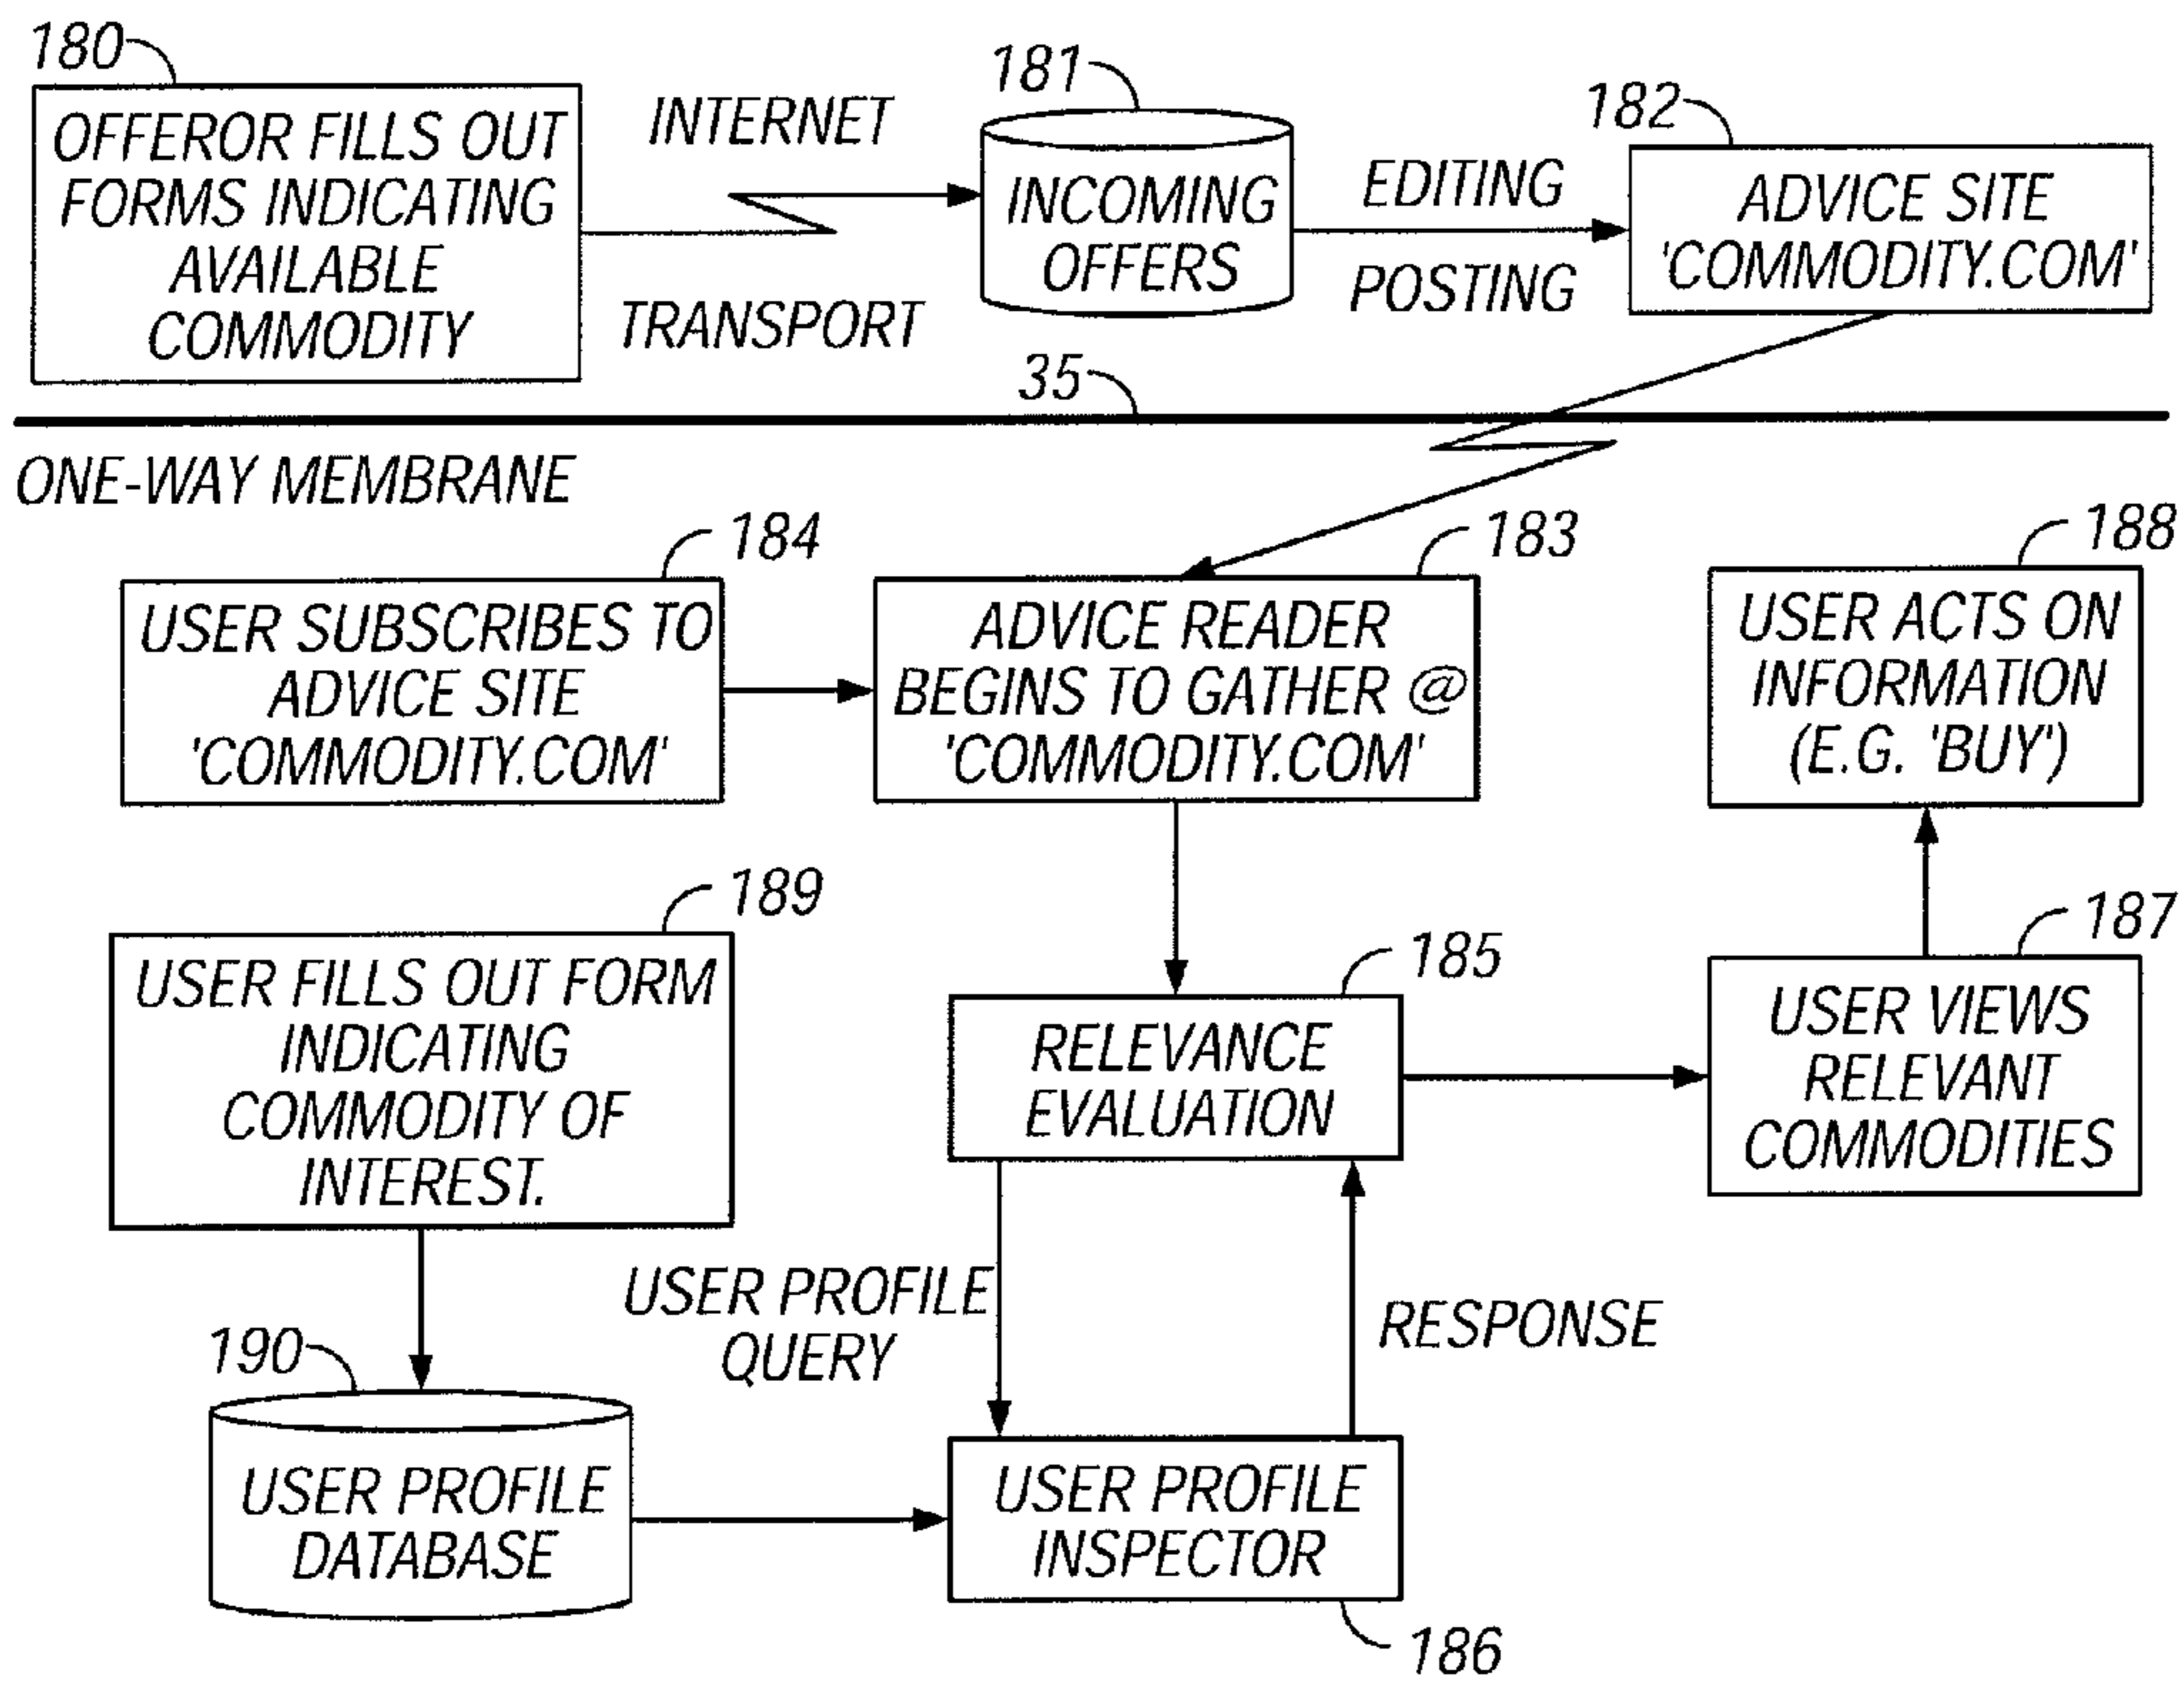 180
OFFEROR FILLS OUT
FORMS INDICATING
AVAILABLE
COMMODITY
INTERNET
TRANSPORT
181
INCOMING
OFFERS
EDITING
POSTING
182
ADVICE SITE
'COMMODITY.COM'
35
ONE-WAY MEMBRANE
184
USER SUBSCRIBES TO
ADVICE SITE
'COMMODITY.COM'
183
ADVICE READER
BEGINS TO GATHER @
'COMMODITY.COM'
188
USER ACTS ON
INFORMATION
(E.G. 'BUY')
189
USER FILLS OUT FORM
INDICATING
COMMODITY OF
INTEREST.
185
RELEVANCE
EVALUATION
187
USER VIEWS
RELEVANT
COMMODITIES
USER PROFILE
QUERY
RESPONSE
190
USER PROFILE
DATABASE
USER PROFILE
INSPECTOR
186